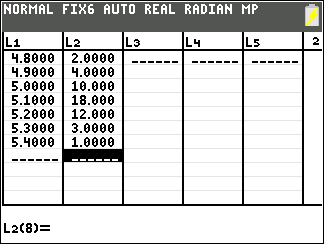 NORMAL FIX6 AUTO REAL RADIAN MP
L1 L2 L3 L4 L5 2
4.8000 2.0000 ------ ------ ------
4.9000 4.0000
5.0000 10.000
5.1000 18.000
5.2000 12.000
5.3000 3.0000
5.4000 1.0000
------ ------
L2(8)=